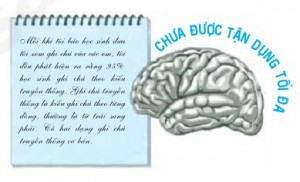 Mỗi khi tôi bảo học sinh đưa
tôi xem ghi chú của các em, tôi
đều phát hiện ra rằng 95%
học sinh ghi chú theo kiểu
truyền thống. Ghi chú truyền
thống là kiểu ghi chú theo từng
dòng, thường là từ trái sang
phải. Có hai dạng ghi chú
truyền thống cơ bản.
CHƯA ĐƯỢC TẬN DỤNG TỐI ĐA